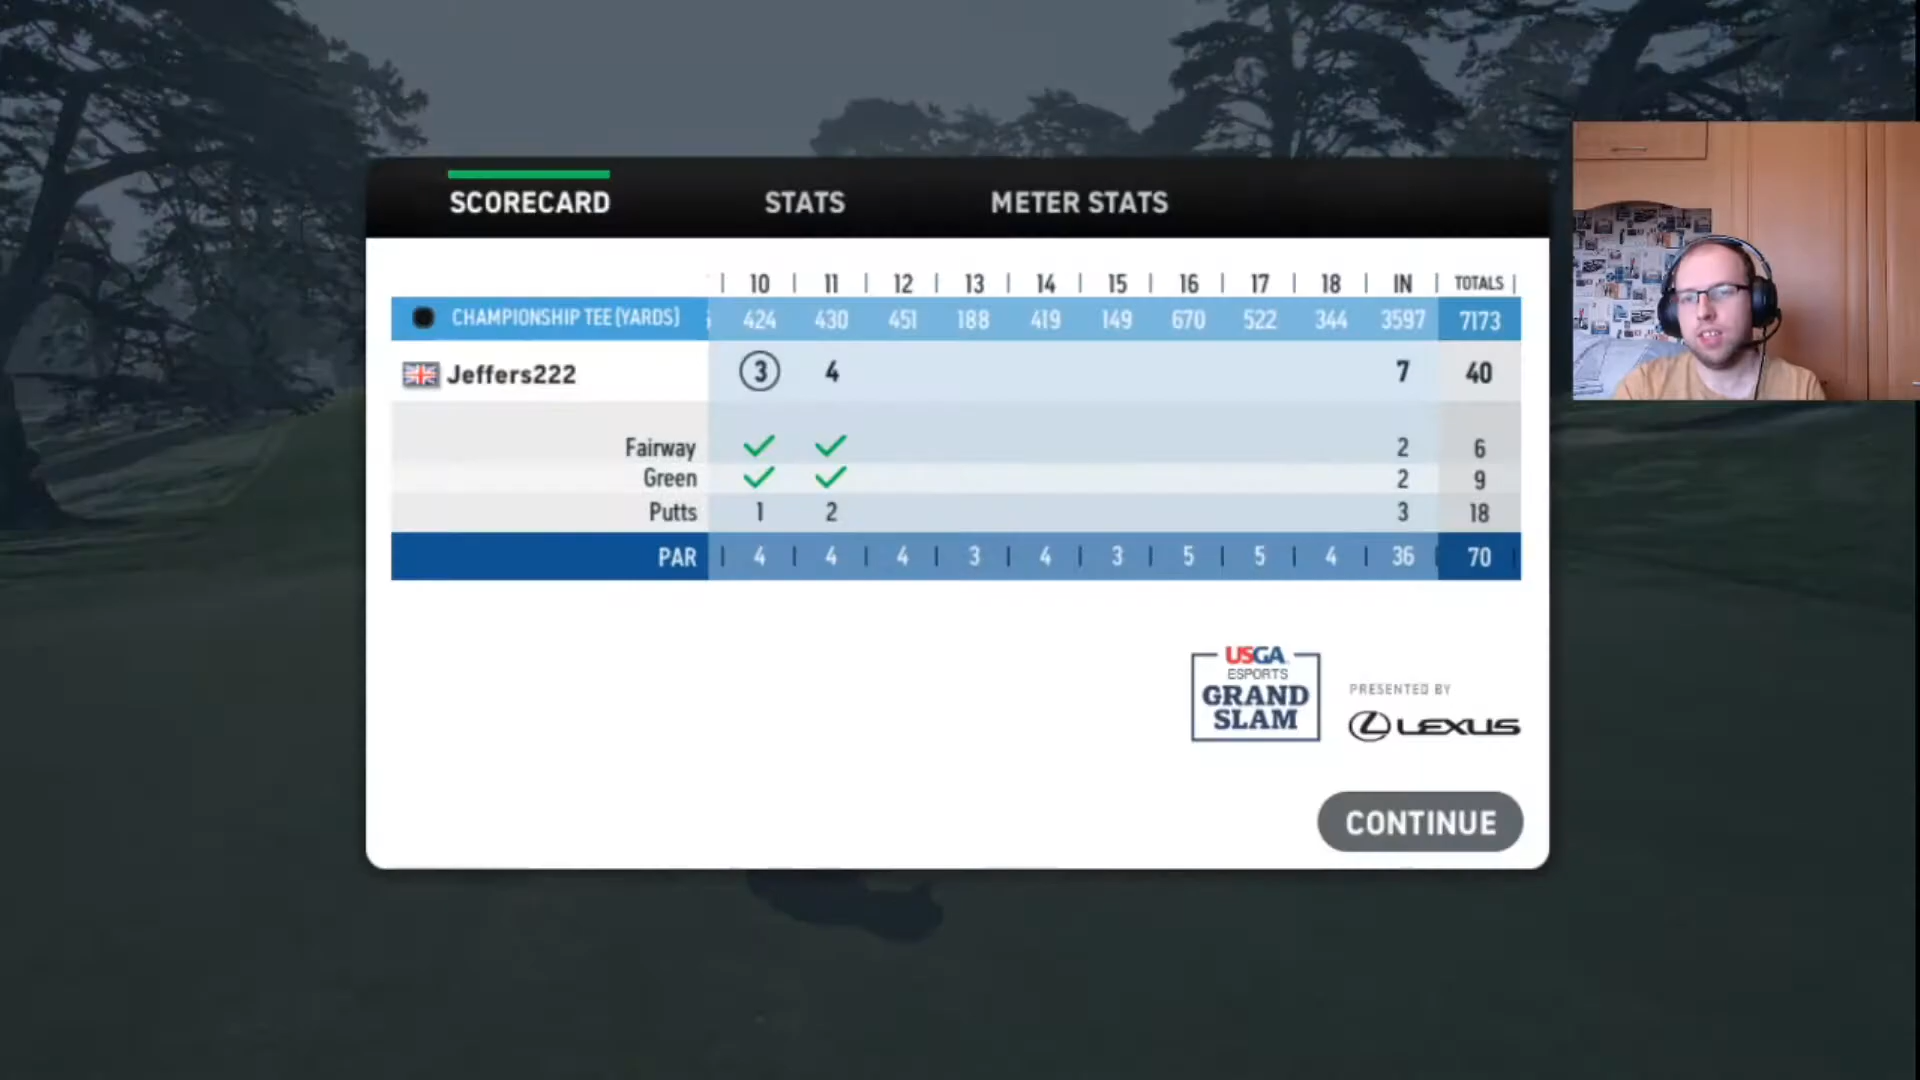 SCORECARD STATS METER STATS
10 11 12 13 14 15 16 17 18 IN TOTALS
CHAMPIONSHIP TEE (YARDS) 424 430 451 188 419 149 670 522 344 3597 7173
Jeffers222 3 4 7 40
Fairway 2 6
Green 2 9
Putts 1 2 3 18
PAR 4 4 4 3 4 3 5 5 4 36 70
USGA
ESPORTS
GRAND
SLAM
PRESENTED BY
LEXUS
CONTINUE